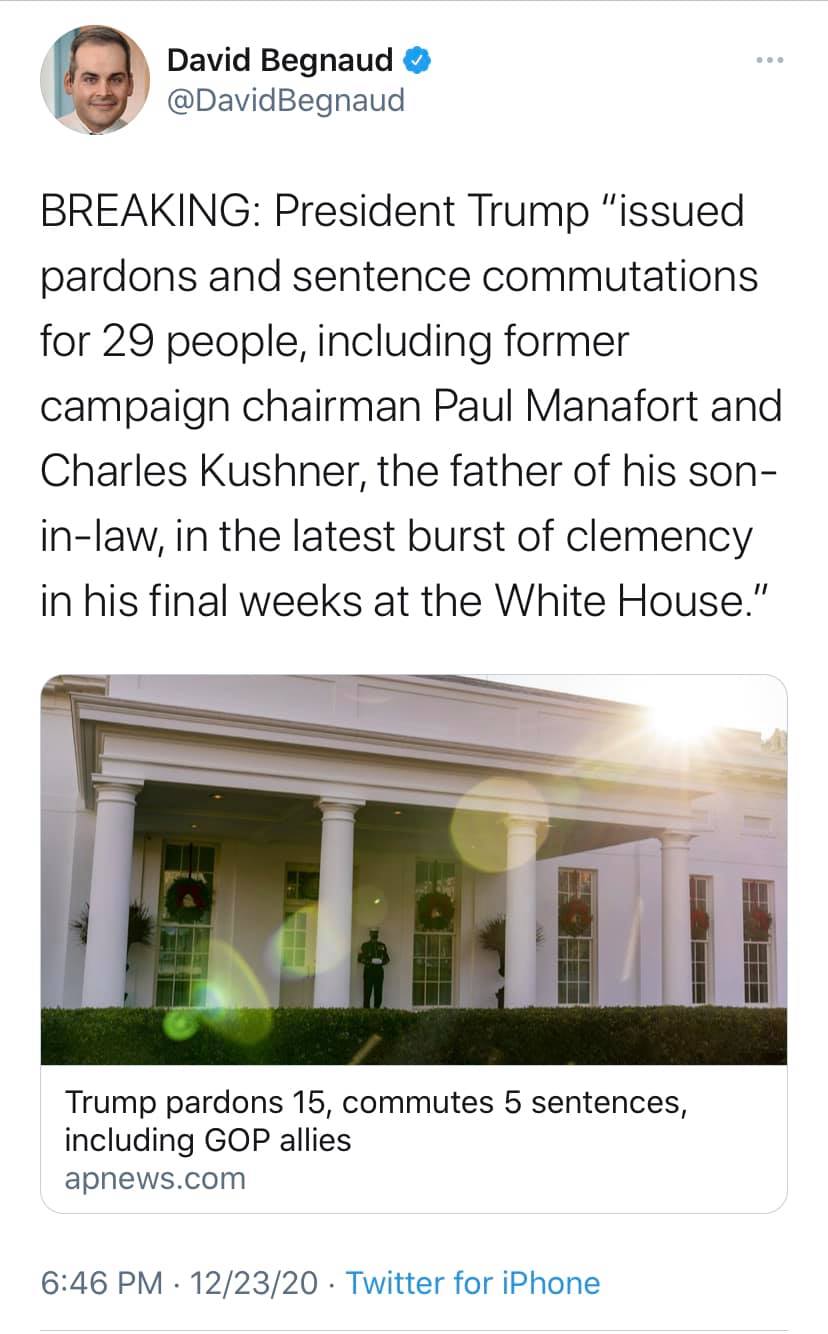 David Begnaud
@DavidBegnaud
BREAKING: President Trump “issued
pardons and sentence commutations
for 29 people, including former
campaign chairman Paul Manafort and
Charles Kushner, the father of his son-
in-law, in the latest burst of clemency
in his final weeks at the White House.”
Trump pardons 15, commutes 5 sentences,
including GOP allies
apnews.com
6:46 PM · 12/23/20 · Twitter for iPhone